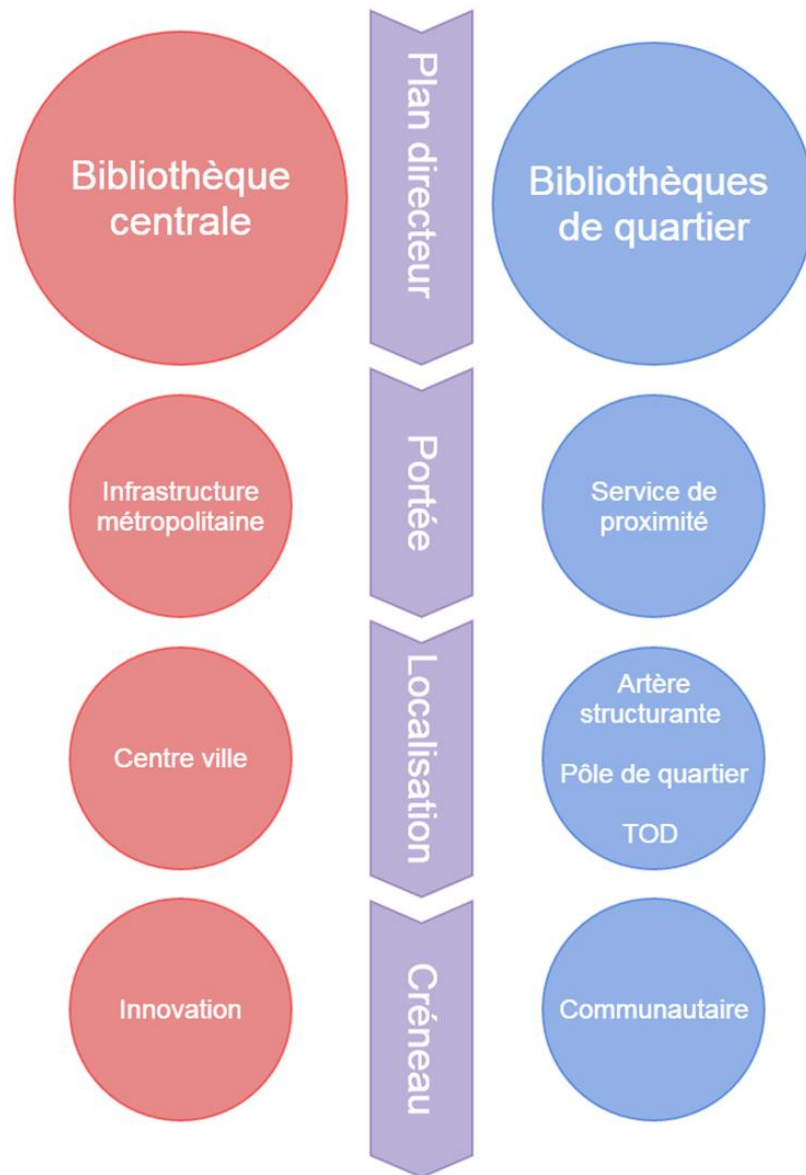 Bibliothèque
centrale
Plan directeur
Bibliothèques
de quartier
Infrastructure
métropolitaine
Portée
Service de
proximité
Centre ville
Localisation
Artère
structurante
Pôle de quartier
TOD
Innovation
Créneau
Communautaire